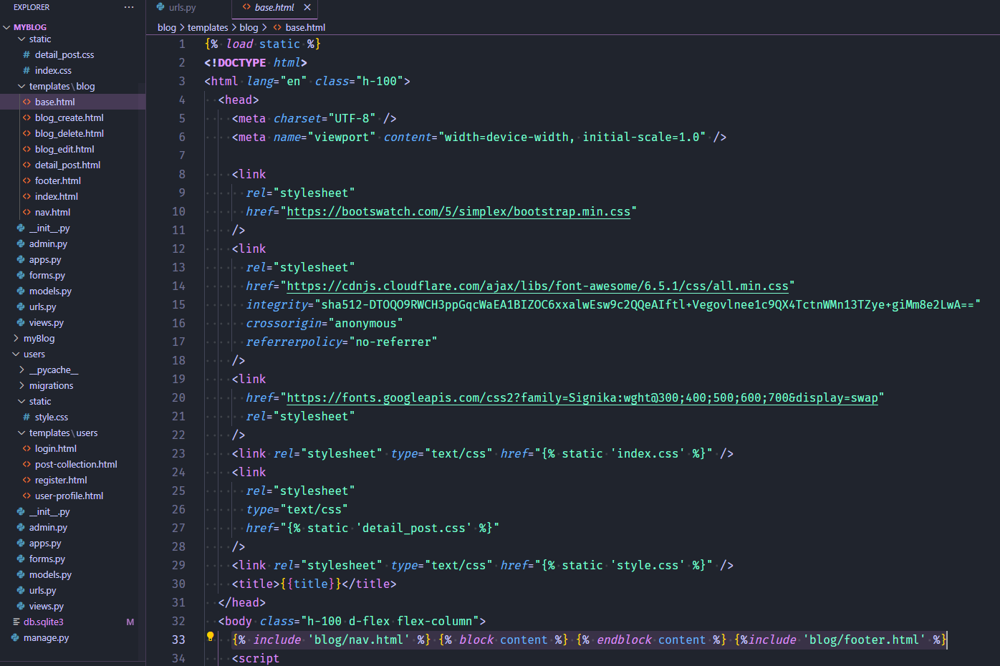 EXPLORER ···
MYBLOG
static
detail_post.css
index.css
templates\blog
base.html
blog_create.html
blog_delete.html
blog_edit.html
detail_post.html
footer.html
index.html
nav.html
__init__.py
admin.py
apps.py
forms.py
models.py
urls.py
views.py
myBlog
users
__pycache__
migrations
static
style.css
templates\users
login.html
post-collection.html
register.html
user-profile.html
__init__.py
admin.py
apps.py
forms.py
models.py
urls.py
views.py
db.sqlite3 M
manage.py
urls.py <> base.html ×
blog > templates > blog > <> base.html
1 {% load static %}
2 <!DOCTYPE html>
3 <html lang="en" class="h-100">
4 <head>
5 <meta charset="UTF-8" />
6 <meta name="viewport" content="width=device-width, initial-scale=1.0" />
7
8 <link
9 rel="stylesheet"
10 href="https://bootswatch.com/5/simplex/bootstrap.min.css"
11 />
12 <link
13 rel="stylesheet"
14 href="https://cdnjs.cloudflare.com/ajax/libs/font-awesome/6.5.1/css/all.min.css"
15 integrity="sha512-DTOQO9RWCH3ppGqcWaEA1BIZOC6xxalwEsw9c2QQeAIftl+Vegovlnee1c9QX4TctnWMn13TZye+giMm8e2LwA=="
16 crossorigin="anonymous"
17 referrerpolicy="no-referrer"
18 />
19 <link
20 href="https://fonts.googleapis.com/css2?family=Signika:wght@300;400;500;600;700&display=swap"
21 rel="stylesheet"
22 />
23 <link rel="stylesheet" type="text/css" href="{% static 'index.css' %}" />
24 <link
25 rel="stylesheet"
26 type="text/css"
27 href="{% static 'detail_post.css' %}"
28 />
29 <link rel="stylesheet" type="text/css" href="{% static 'style.css' %}" />
30 <title>{{title}}</title>
31 </head>
32 <body class="h-100 d-flex flex-column">
33 {% include 'blog/nav.html' %} {% block content %} {% endblock content %} {%include 'blog/footer.html' %}
34 <script